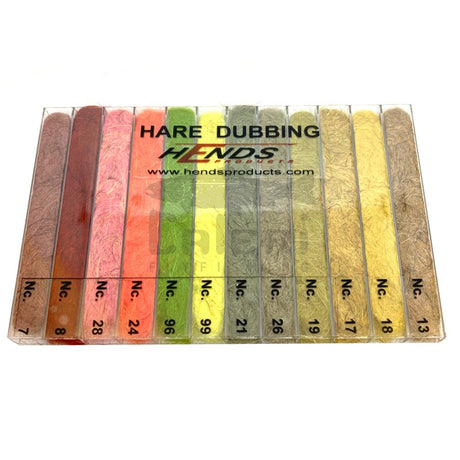 HARE DUBBING
HENDS
PRODUCTS
www.hendsproducts.com
Nc. 7
Nc. 8
Nc. 28
Nc. 24
Nc. 96
Nc. 99
Nc. 21
Nc. 26
Nc. 19
Nc. 17
Nc. 18
Nc. 13